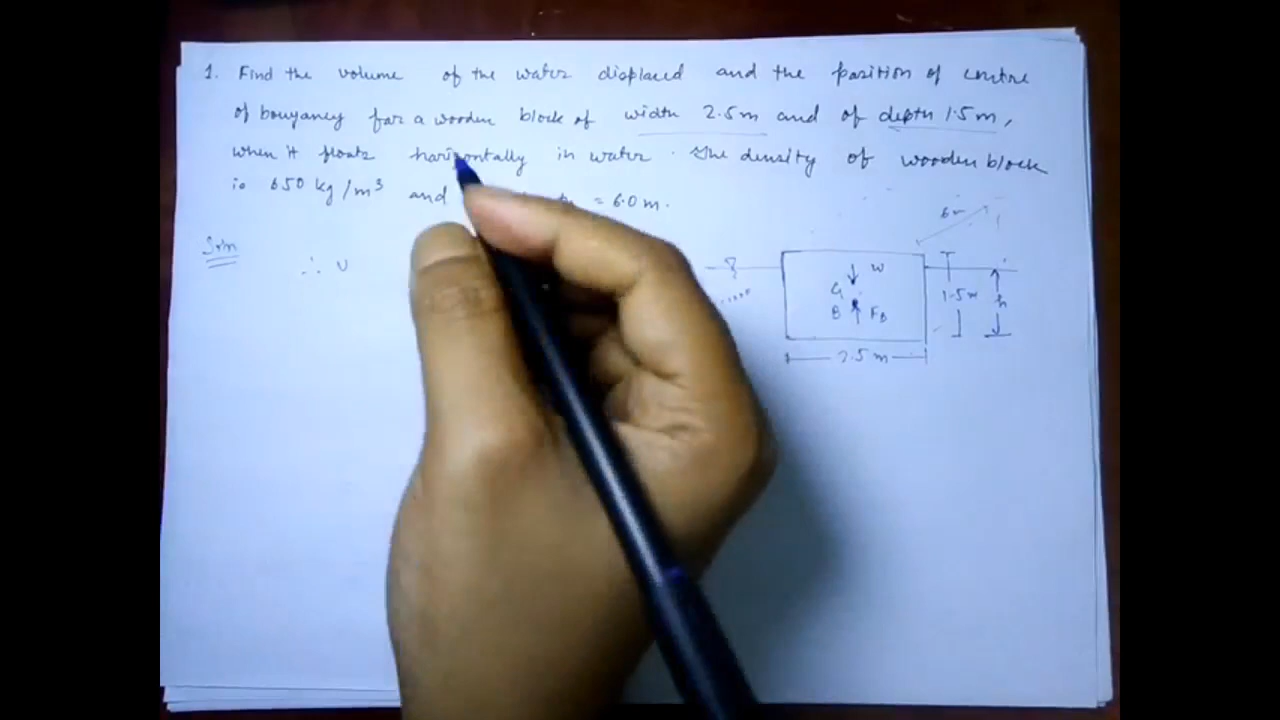 1. Find the volume of the water displaced and the position of centre
of bouyancy for a wooden block of width 2.5m and of depth 1.5m,
when it floats horizontally in water. The density of wooden block
is 650 kg/m³ and = 6.0 m.
Soln
∴ V
6m
W
G
B FB
1.5m
h
2.5 m